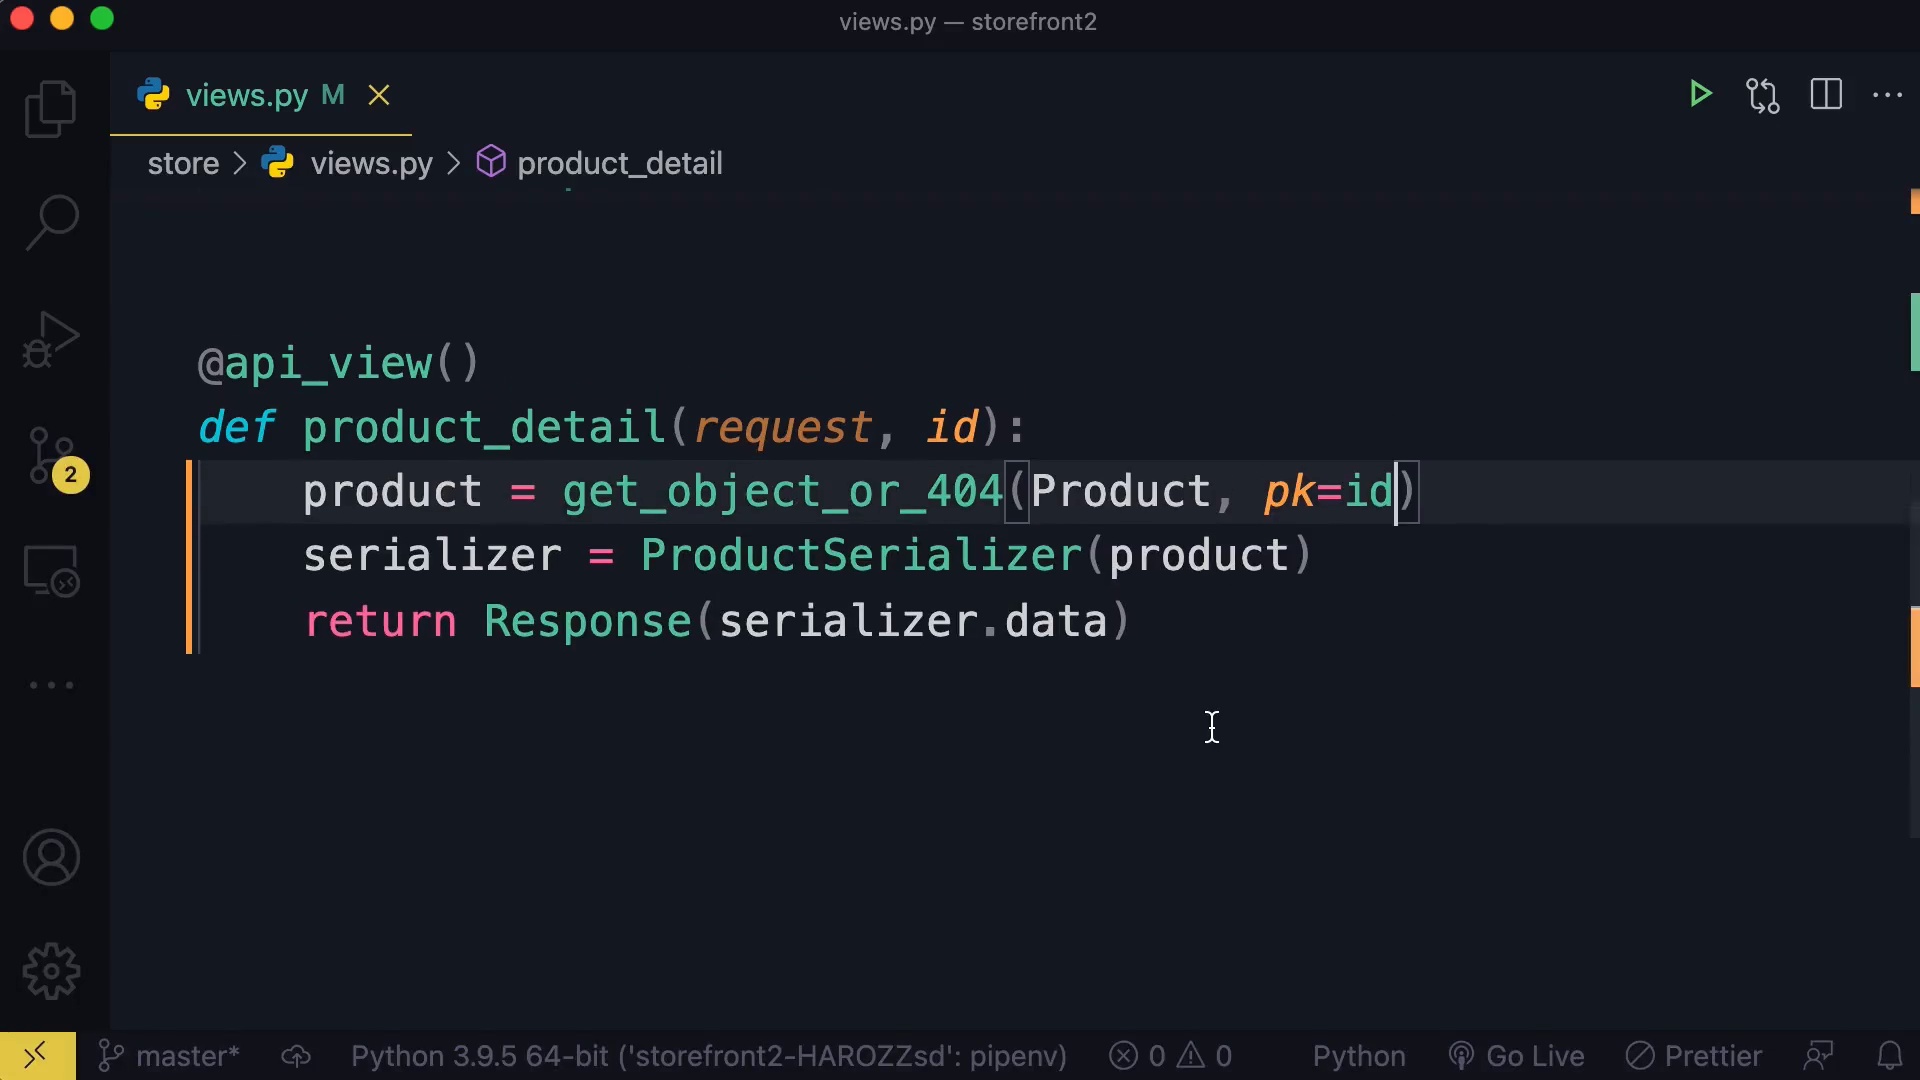 views.py — storefront2
views.py M
store > views.py > product_detail
@api_view()
def product_detail(request, id):
    product = get_object_or_404(Product, pk=id)
    serializer = ProductSerializer(product)
    return Response(serializer.data)
2
master* Python 3.9.5 64-bit ('storefront2-HAROZZsd': pipenv) 0 0 Python Go Live Prettier